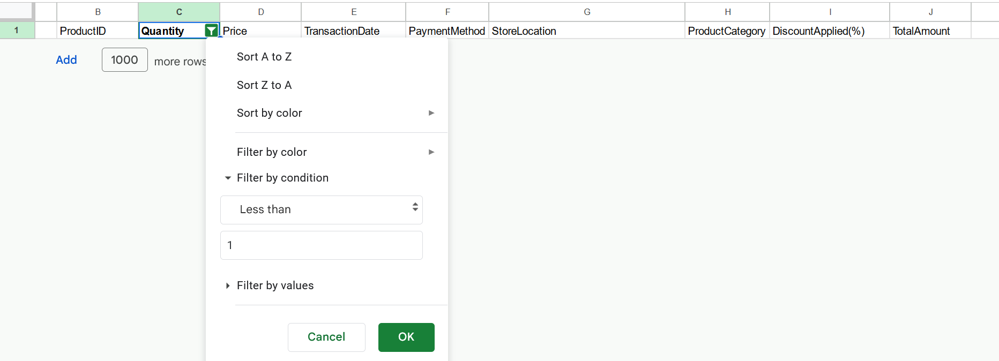 B C D E F G H I J
1 ProductID Quantity Price TransactionDate PaymentMethod StoreLocation ProductCategory DiscountApplied(%) TotalAmount
Add 1000 more rows
Sort A to Z
Sort Z to A
Sort by color
Filter by color
Filter by condition
Less than
1
Filter by values
Cancel OK